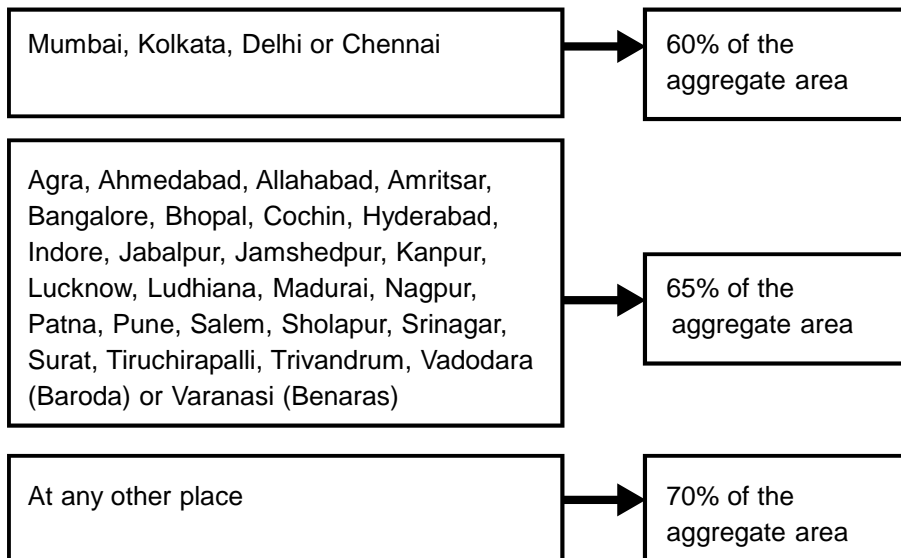 Mumbai, Kolkata, Delhi or Chennai
60% of the
aggregate area
Agra, Ahmedabad, Allahabad, Amritsar,
Bangalore, Bhopal, Cochin, Hyderabad,
Indore, Jabalpur, Jamshedpur, Kanpur,
Lucknow, Ludhiana, Madurai, Nagpur,
Patna, Pune, Salem, Sholapur, Srinagar,
Surat, Tiruchirapalli, Trivandrum, Vadodara
(Baroda) or Varanasi (Benaras)
65% of the
aggregate area
At any other place
70% of the
aggregate area